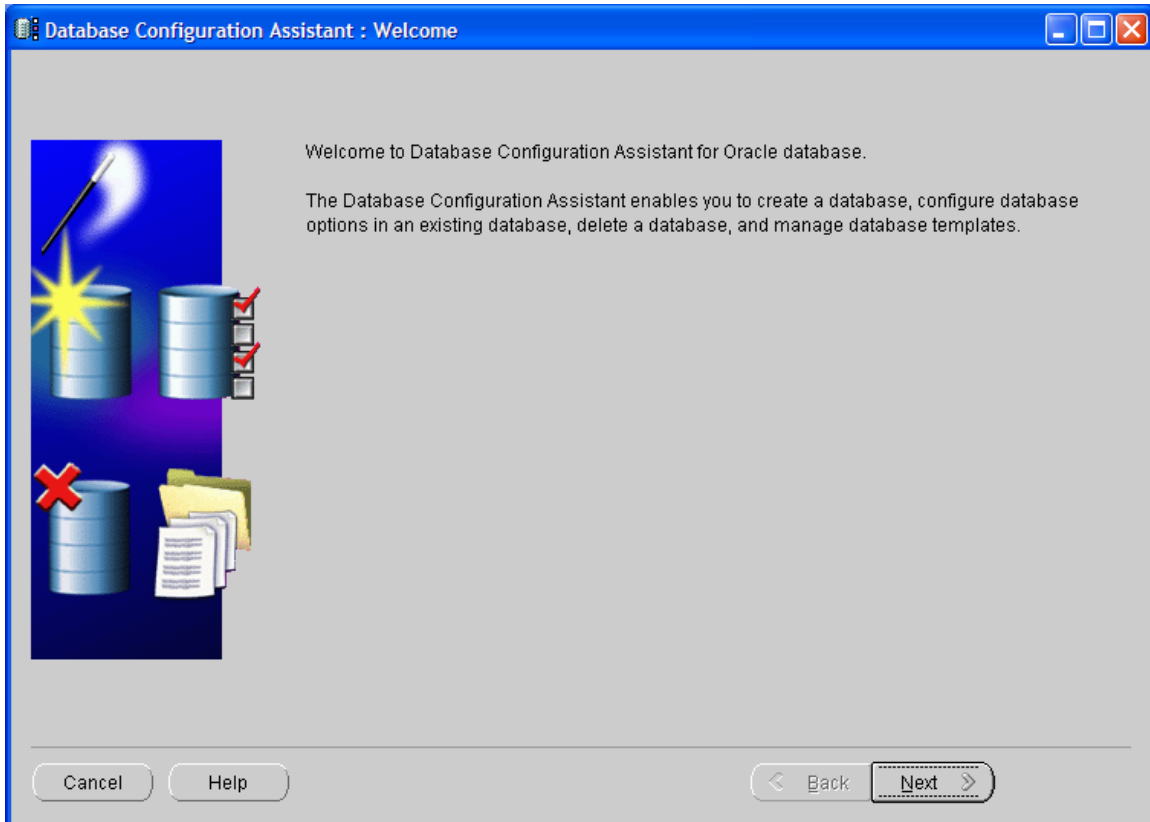 Database Configuration Assistant : Welcome
Welcome to Database Configuration Assistant for Oracle database.
The Database Configuration Assistant enables you to create a database, configure database
options in an existing database, delete a database, and manage database templates.
Cancel
Help
Back
Next